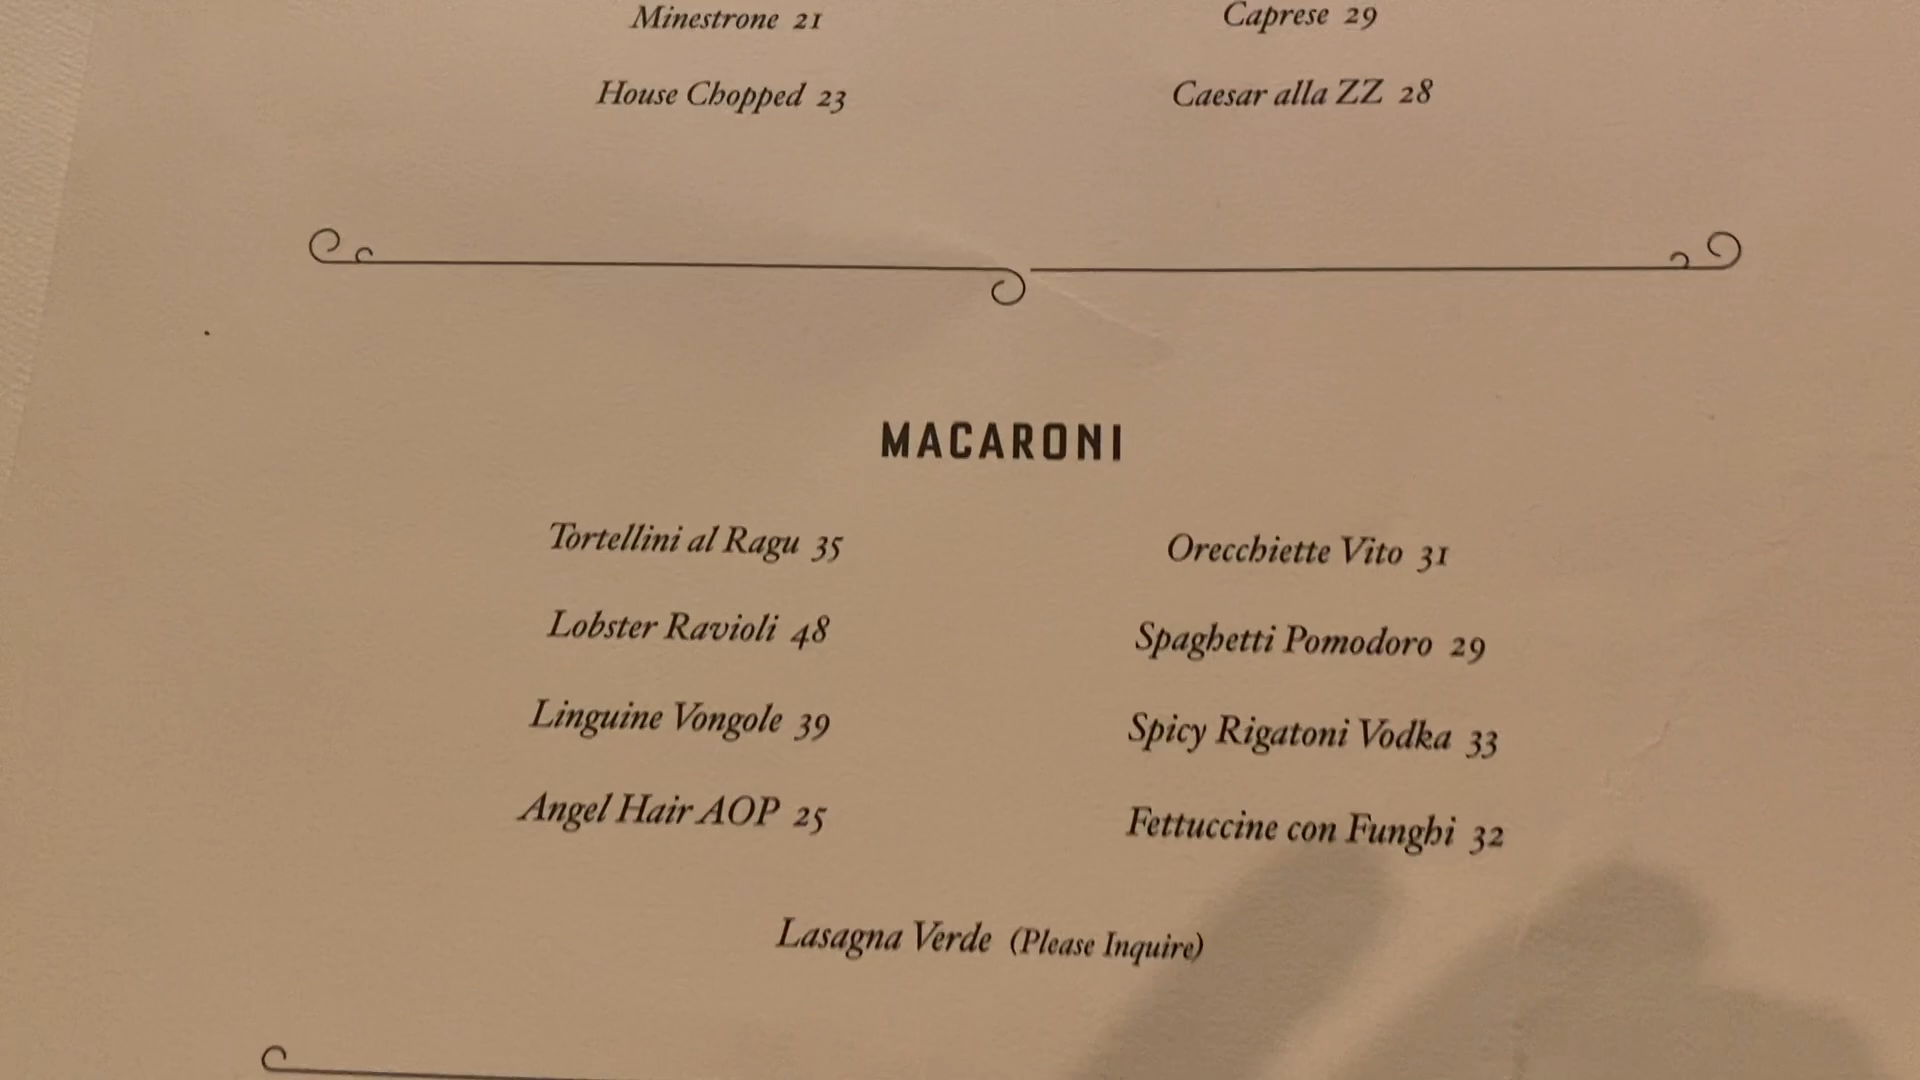 Minestrone 21
Caprese 29
House Chopped 23
Caesar alla ZZ 28
MACARONI
Tortellini al Ragu 35
Orecchiette Vito 31
Lobster Ravioli 48
Spaghetti Pomodoro 29
Linguine Vongole 39
Spicy Rigatoni Vodka 33
Angel Hair AOP 25
Fettuccine con Funghi 32
Lasagna Verde (Please Inquire)